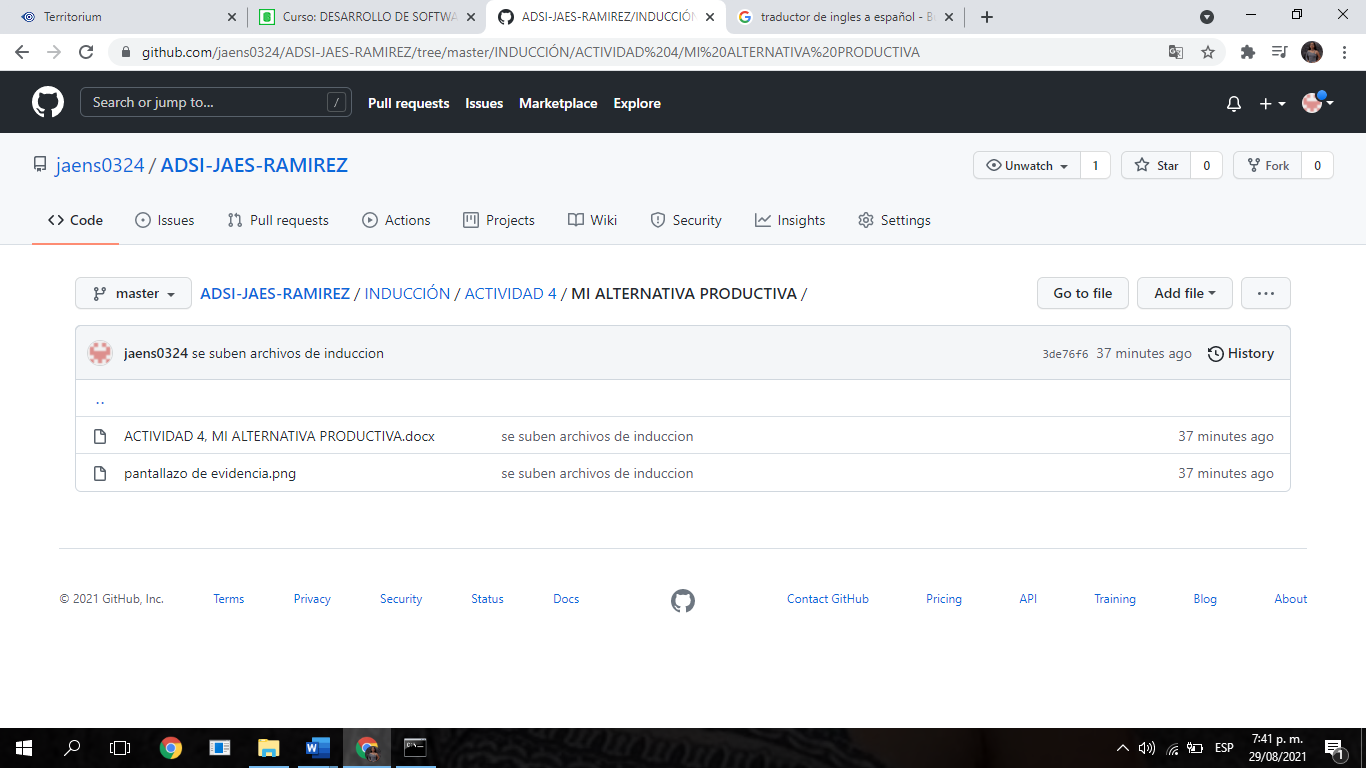 Territorium
Curso: DESARROLLO DE SOFTWA
ADSI-JAES-RAMIREZ/INDUCCIÓN
traductor de ingles a español - B
github.com/jaens0324/ADSI-JAES-RAMIREZ/tree/master/INDUCCIÓN/ACTIVIDAD%204/MI%20ALTERNATIVA%20PRODUCTIVA
Search or jump to... / Pull requests Issues Marketplace Explore
jaens0324 / ADSI-JAES-RAMIREZ Unwatch 1 Star 0 Fork 0
Code Issues Pull requests Actions Projects Wiki Security Insights Settings
master ADSI-JAES-RAMIREZ / INDUCCIÓN / ACTIVIDAD 4 / MI ALTERNATIVA PRODUCTIVA / Go to file Add file ...
jaens0324 se suben archivos de induccion 3de76f6 37 minutes ago History
..
ACTIVIDAD 4, MI ALTERNATIVA PRODUCTIVA.docx se suben archivos de induccion 37 minutes ago
pantallazo de evidencia.png se suben archivos de induccion 37 minutes ago
© 2021 GitHub, Inc. Terms Privacy Security Status Docs Contact GitHub Pricing API Training Blog About
ESP
7:41 p. m.
29/08/2021
1